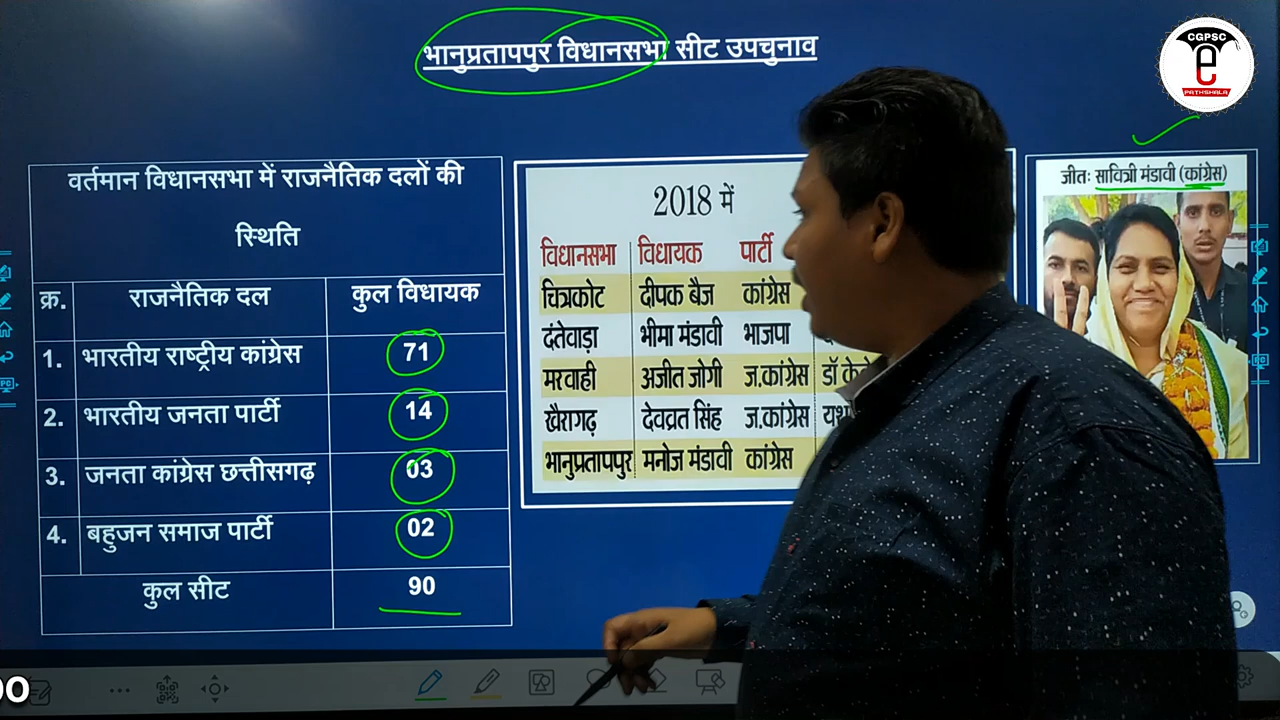 भानुप्रतापपुर विधानसभा सीट उपचुनाव
CGPSC
e
PATHSHALA
वर्तमान विधानसभा में राजनैतिक दलों की
स्थिति
क्र. राजनैतिक दल कुल विधायक
1. भारतीय राष्ट्रीय कांग्रेस 71
2. भारतीय जनता पार्टी 14
3. जनता कांग्रेस छत्तीसगढ़ 03
4. बहुजन समाज पार्टी 02
कुल सीट 90
2018 में
विधानसभा विधायक पार्टी
चित्रकोट दीपक बैज कांग्रेस
दंतेवाड़ा भीमा मंडावी भाजपा
मरवाही अजीत जोगी ज.कांग्रेस डॉ
खैरागढ़ देवव्रत सिंह ज.कांग्रेस
भानुप्रतापपुर मनोज मंडावी कांग्रेस
जीतः सावित्री मंडावी (कांग्रेस)